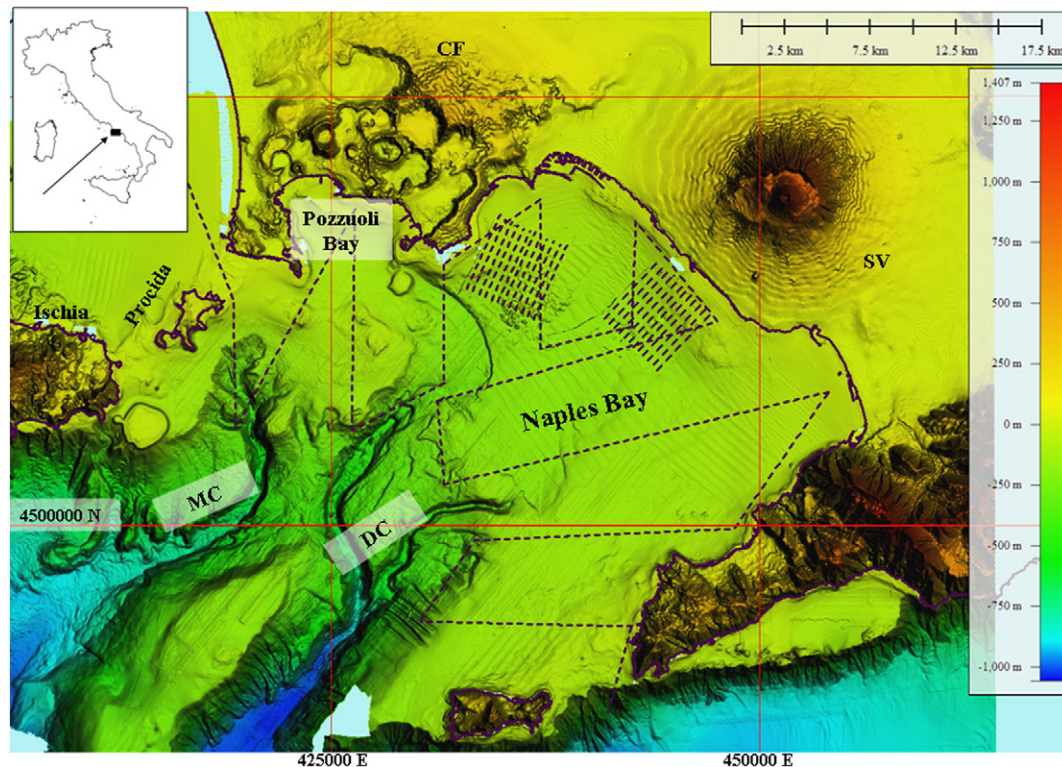 CF
2.5 km 7.5 km 12.5 km 17.5 km
1,407 m
1,250 m
1,000 m
750 m
500 m
250 m
0 m
-250 m
-500 m
-750 m
-1,000 m
Pozzuoli
Bay
SV
Procida
Ischia
Naples Bay
MC
4500000 N
DC
425000 E 450000 E